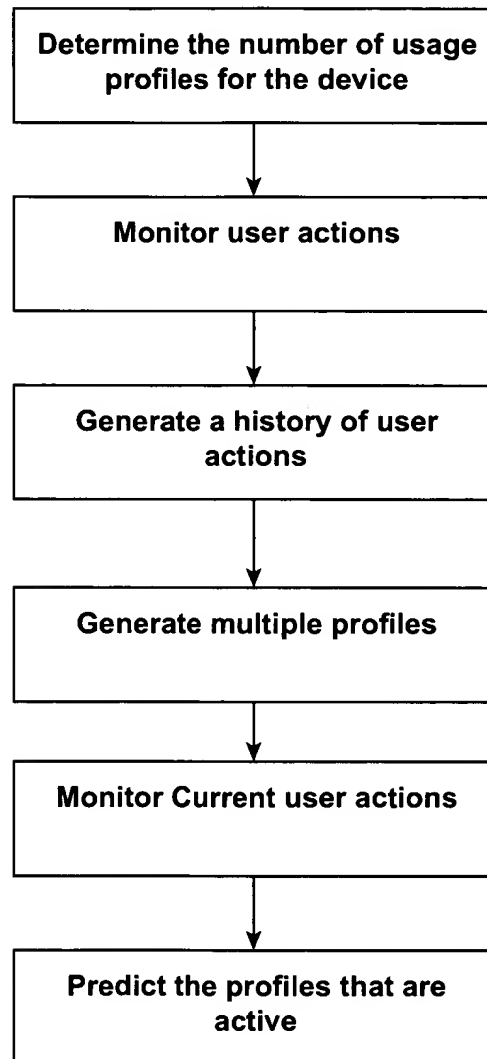 Determine the number of usage
profiles for the device
Monitor user actions
Generate a history of user
actions
Generate multiple profiles
Monitor Current user actions
Predict the profiles that are
active